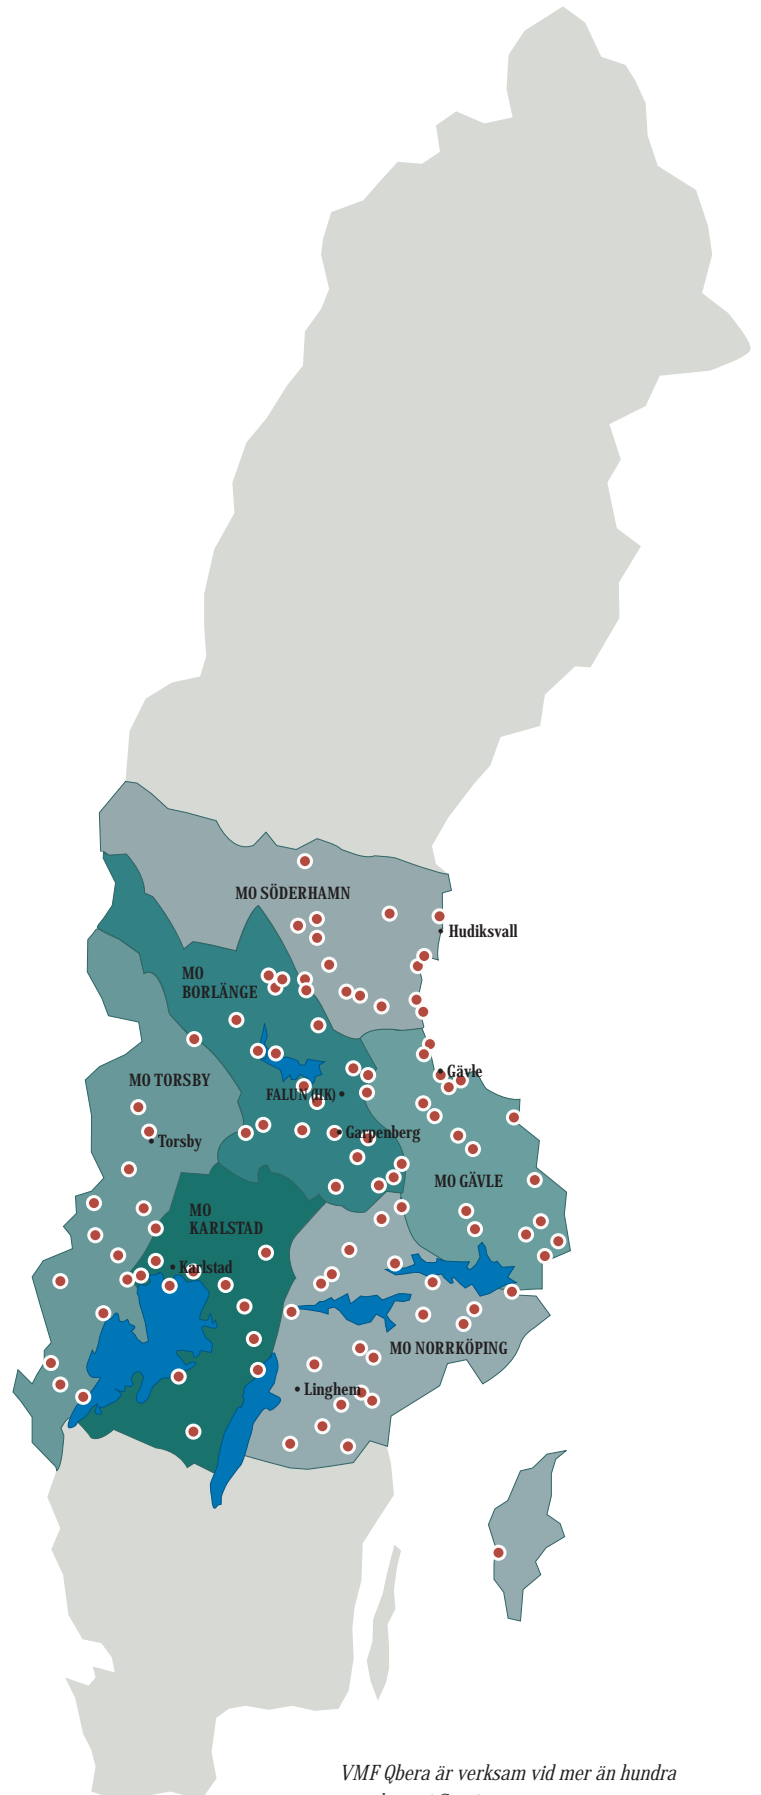 MO SÖDERHAMN
Hudiksvall
MO
BORLÄNGE
Gävle
MO TORSBY
FALUN (HK)
Garpenberg
Torsby
MO GÄVLE
MO
KARLSTAD
Karlstad
MO NORRKÖPING
Linghem
VMF Qbera är verksam vid mer än hundra